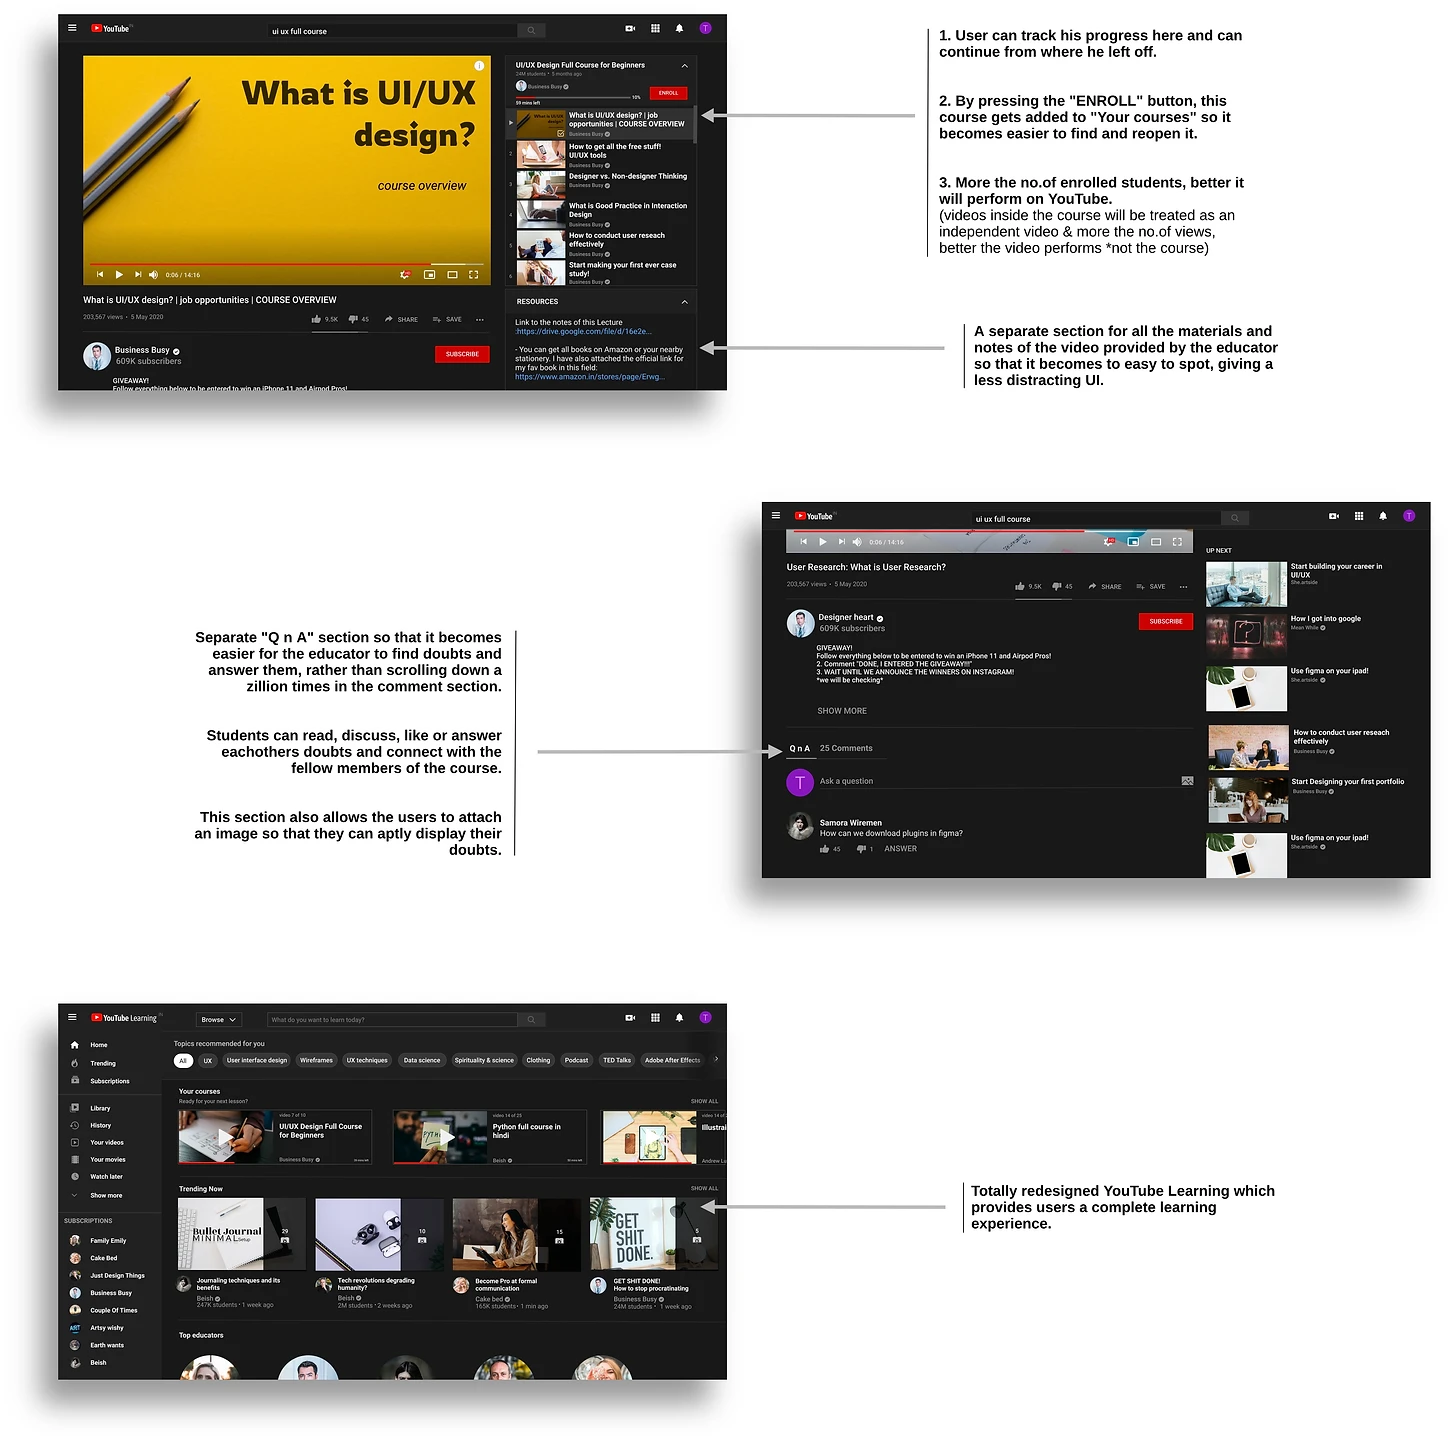 YouTube
ui ux full course
T
What is UI/UX
design?
course overview
0:06 / 14:16
UI/UX Design Full Course for Beginners
24M students • 5 months ago
Business Busy
10%
59 mins left
ENROLL
What is UI/UX design? | job
opportunities | COURSE OVERVIEW
Business Busy
2
How to get all the free stuff!
UI/UX tools
Business Busy
3
Designer vs. Non-designer Thinking
Business Busy
4
What is Good Practice in Interaction
Design
Business Busy
5
How to conduct user reseach
effectively
Business Busy
6
Start making your first ever case
study!
Business Busy
What is UI/UX design? | job opportunities | COURSE OVERVIEW
203,567 views • 5 May 2020
9.5K
45
SHARE
SAVE
Business Busy
609K subscribers
SUBSCRIBE
GIVEAWAY!
Follow everything below to be entered to win an iPhone 11 and Airpod Pros!
RESOURCES
Link to the notes of this Lecture
:https://drive.google.com/file/d/16e2e...
- You can get all books on Amazon or your nearby
stationery. I have also attached the official link for
my fav book in this field:
https://www.amazon.in/stores/page/Erwg...
1. User can track his progress here and can
continue from where he left off.
2. By pressing the "ENROLL" button, this
course gets added to "Your courses" so it
becomes easier to find and reopen it.
3. More the no.of enrolled students, better it
will perform on YouTube.
(videos inside the course will be treated as an
independent video & more the no.of views,
better the video performs *not the course)
A separate section for all the materials and
notes of the video provided by the educator
so that it becomes to easy to spot, giving a
less distracting UI.
Separate "Q n A" section so that it becomes
easier for the educator to find doubts and
answer them, rather than scrolling down a
zillion times in the comment section.
Students can read, discuss, like or answer
eachothers doubts and connect with the
fellow members of the course.
This section also allows the users to attach
an image so that they can aptly display their
doubts.
YouTube
ui ux full course
T
0:06 / 14:16
User Research: What is User Research?
203,567 views • 5 May 2020
9.5K
45
SHARE
SAVE
Designer heart
609K subscribers
SUBSCRIBE
GIVEAWAY!
Follow everything below to be entered to win an iPhone 11 and Airpod Pros!
2. Comment "DONE, I ENTERED THE GIVEAWAY!!!"
3. WAIT UNTIL WE ANNOUNCE THE WINNERS ON INSTAGRAM!
*we will be checking*
SHOW MORE
Q n A
25 Comments
T
Ask a question
Samora Wiremen
How can we download plugins in figma?
45
1
ANSWER
UP NEXT
Start building your career in
UI/UX
She.artside
How I got into google
Mean While
Use figma on your ipad!
She.artside
How to conduct user reseach
effectively
Business Busy
Start Designing your first portfolio
Business Busy
Use figma on your ipad!
She.artside
YouTube Learning
Browse
What do you want to learn today?
T
Home
Trending
Subscriptions
Library
History
Your videos
Your movies
Watch later
Show more
SUBSCRIPTIONS
Family Emily
Cake Bed
Just Design Things
Business Busy
Couple Of Times
ART
Artsy wishy
Earth wants
Beish
Topics recommended for you
All
UX
User interface design
Wireframes
UX techniques
Data science
Spirituality & science
Clothing
Podcast
TED Talks
Adobe After Effects
Your courses
Ready for your next lesson?
SHOW ALL
video 7 of 10
UI/UX Design Full Course
for Beginners
Business Busy
PYTH
video 14 of 23
Python full course in
hindi
Beish
video 14 of 2
Illustrai
Andrew Lu
Trending Now
SHOW ALL
Bullet Journal
MINIMAL Setup
29
10
15
GET
SHIT
DONE.
5
Journaling techniques and its
benefits
Beish
247K students • 1 week ago
Tech revolutions degrading
humanity?
Beish
2M students • 2 weeks ago
Become Pro at formal
communication
Cake bed
165K students • 1 min ago
GET SHIT DONE!
How to stop procratinating
Business Busy
24M students • 1 week ago
Top educators
Totally redesigned YouTube Learning which
provides users a complete learning
experience.